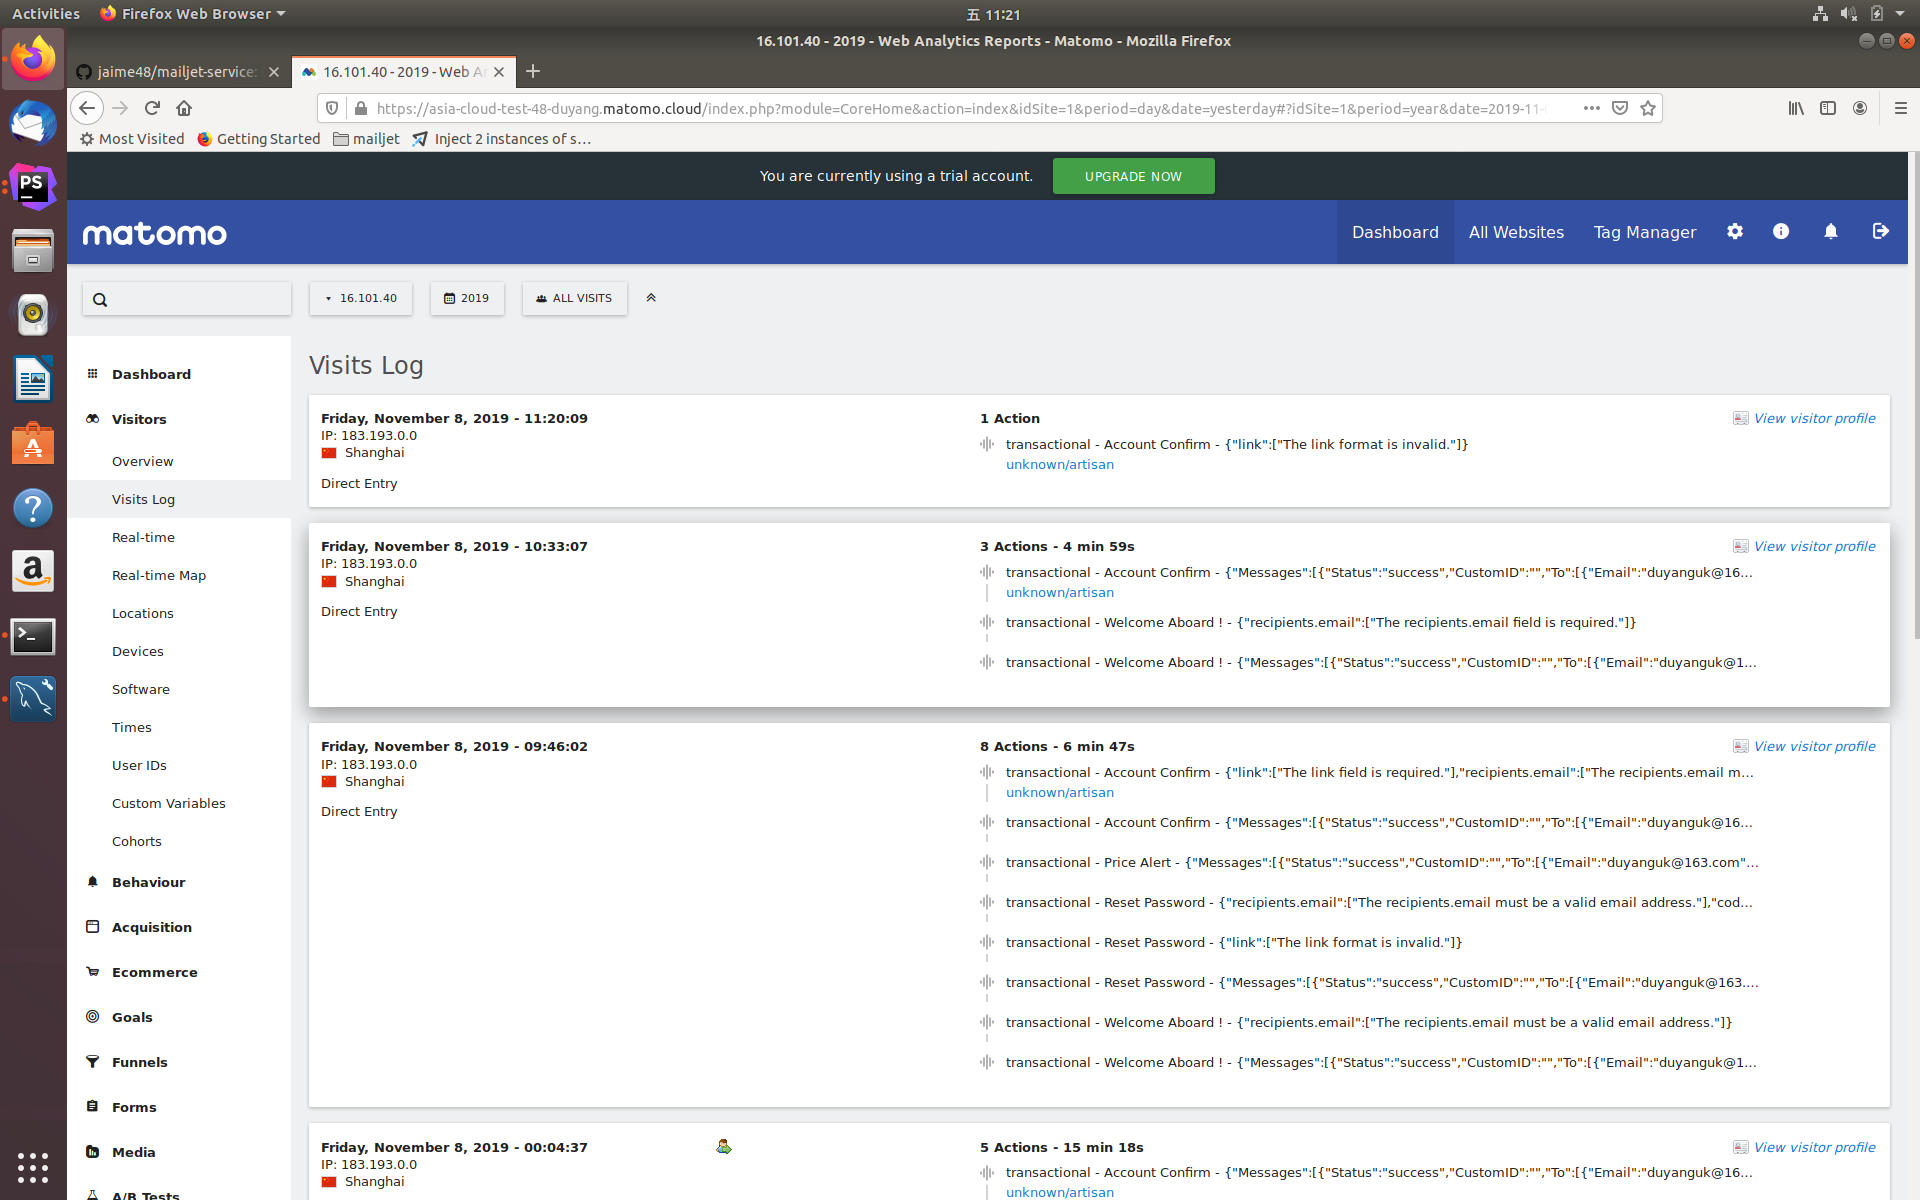 Activities
Firefox Web Browser
五 11:21
16.101.40 - 2019 - Web Analytics Reports - Matomo - Mozilla Firefox
jaime48/mailjet-service:
16.101.40 - 2019 - Web A
https://asia-cloud-test-48-duyang.matomo.cloud/index.php?module=CoreHome&action=index&idSite=1&period=day&date=yesterday#?idSite=1&period=year&date=2019-11-
Most Visited
Getting Started
mailjet
Inject 2 instances of s…
You are currently using a trial account.
UPGRADE NOW
matomo
Dashboard
All Websites
Tag Manager
16.101.40
2019
ALL VISITS
Dashboard
Visitors
Overview
Visits Log
Real-time
Real-time Map
Locations
Devices
Software
Times
User IDs
Custom Variables
Cohorts
Behaviour
Acquisition
Ecommerce
Goals
Funnels
Forms
Media
A/B Tests
Visits Log
Friday, November 8, 2019 - 11:20:09
IP: 183.193.0.0
Shanghai
Direct Entry
1 Action
View visitor profile
transactional - Account Confirm - {"link":["The link format is invalid."]}
unknown/artisan
Friday, November 8, 2019 - 10:33:07
IP: 183.193.0.0
Shanghai
Direct Entry
3 Actions - 4 min 59s
View visitor profile
transactional - Account Confirm - {"Messages":[{"Status":"success","CustomID":"","To":[{"Email":"duyanguk@16...
unknown/artisan
transactional - Welcome Aboard ! - {"recipients.email":["The recipients.email field is required."]}
transactional - Welcome Aboard ! - {"Messages":[{"Status":"success","CustomID":"","To":[{"Email":"duyanguk@1...
Friday, November 8, 2019 - 09:46:02
IP: 183.193.0.0
Shanghai
Direct Entry
8 Actions - 6 min 47s
View visitor profile
transactional - Account Confirm - {"link":["The link field is required."],"recipients.email":["The recipients.email m...
unknown/artisan
transactional - Account Confirm - {"Messages":[{"Status":"success","CustomID":"","To":[{"Email":"duyanguk@16...
transactional - Price Alert - {"Messages":[{"Status":"success","CustomID":"","To":[{"Email":"duyanguk@163.com"...
transactional - Reset Password - {"recipients.email":["The recipients.email must be a valid email address."],"cod...
transactional - Reset Password - {"link":["The link format is invalid."]}
transactional - Reset Password - {"Messages":[{"Status":"success","CustomID":"","To":[{"Email":"duyanguk@163....
transactional - Welcome Aboard ! - {"recipients.email":["The recipients.email must be a valid email address."]}
transactional - Welcome Aboard ! - {"Messages":[{"Status":"success","CustomID":"","To":[{"Email":"duyanguk@1...
Friday, November 8, 2019 - 00:04:37
IP: 183.193.0.0
Shanghai
5 Actions - 15 min 18s
View visitor profile
transactional - Account Confirm - {"Messages":[{"Status":"success","CustomID":"","To":[{"Email":"duyanguk@16...
unknown/artisan